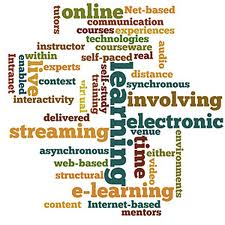 online Net-based
tutors
communication
courses experiences
technologies
instructor
courseware
audio
within
self-paced
real
Intranet
enabled
live
experts
context
virtual
self-study
training
learning
distance
synchronous
interactivity
involving
delivered
electronic
streaming
time
venue
environments
asynchronous
either
video
web-based
structural
via
e-learning
content
Internet-based
mentors